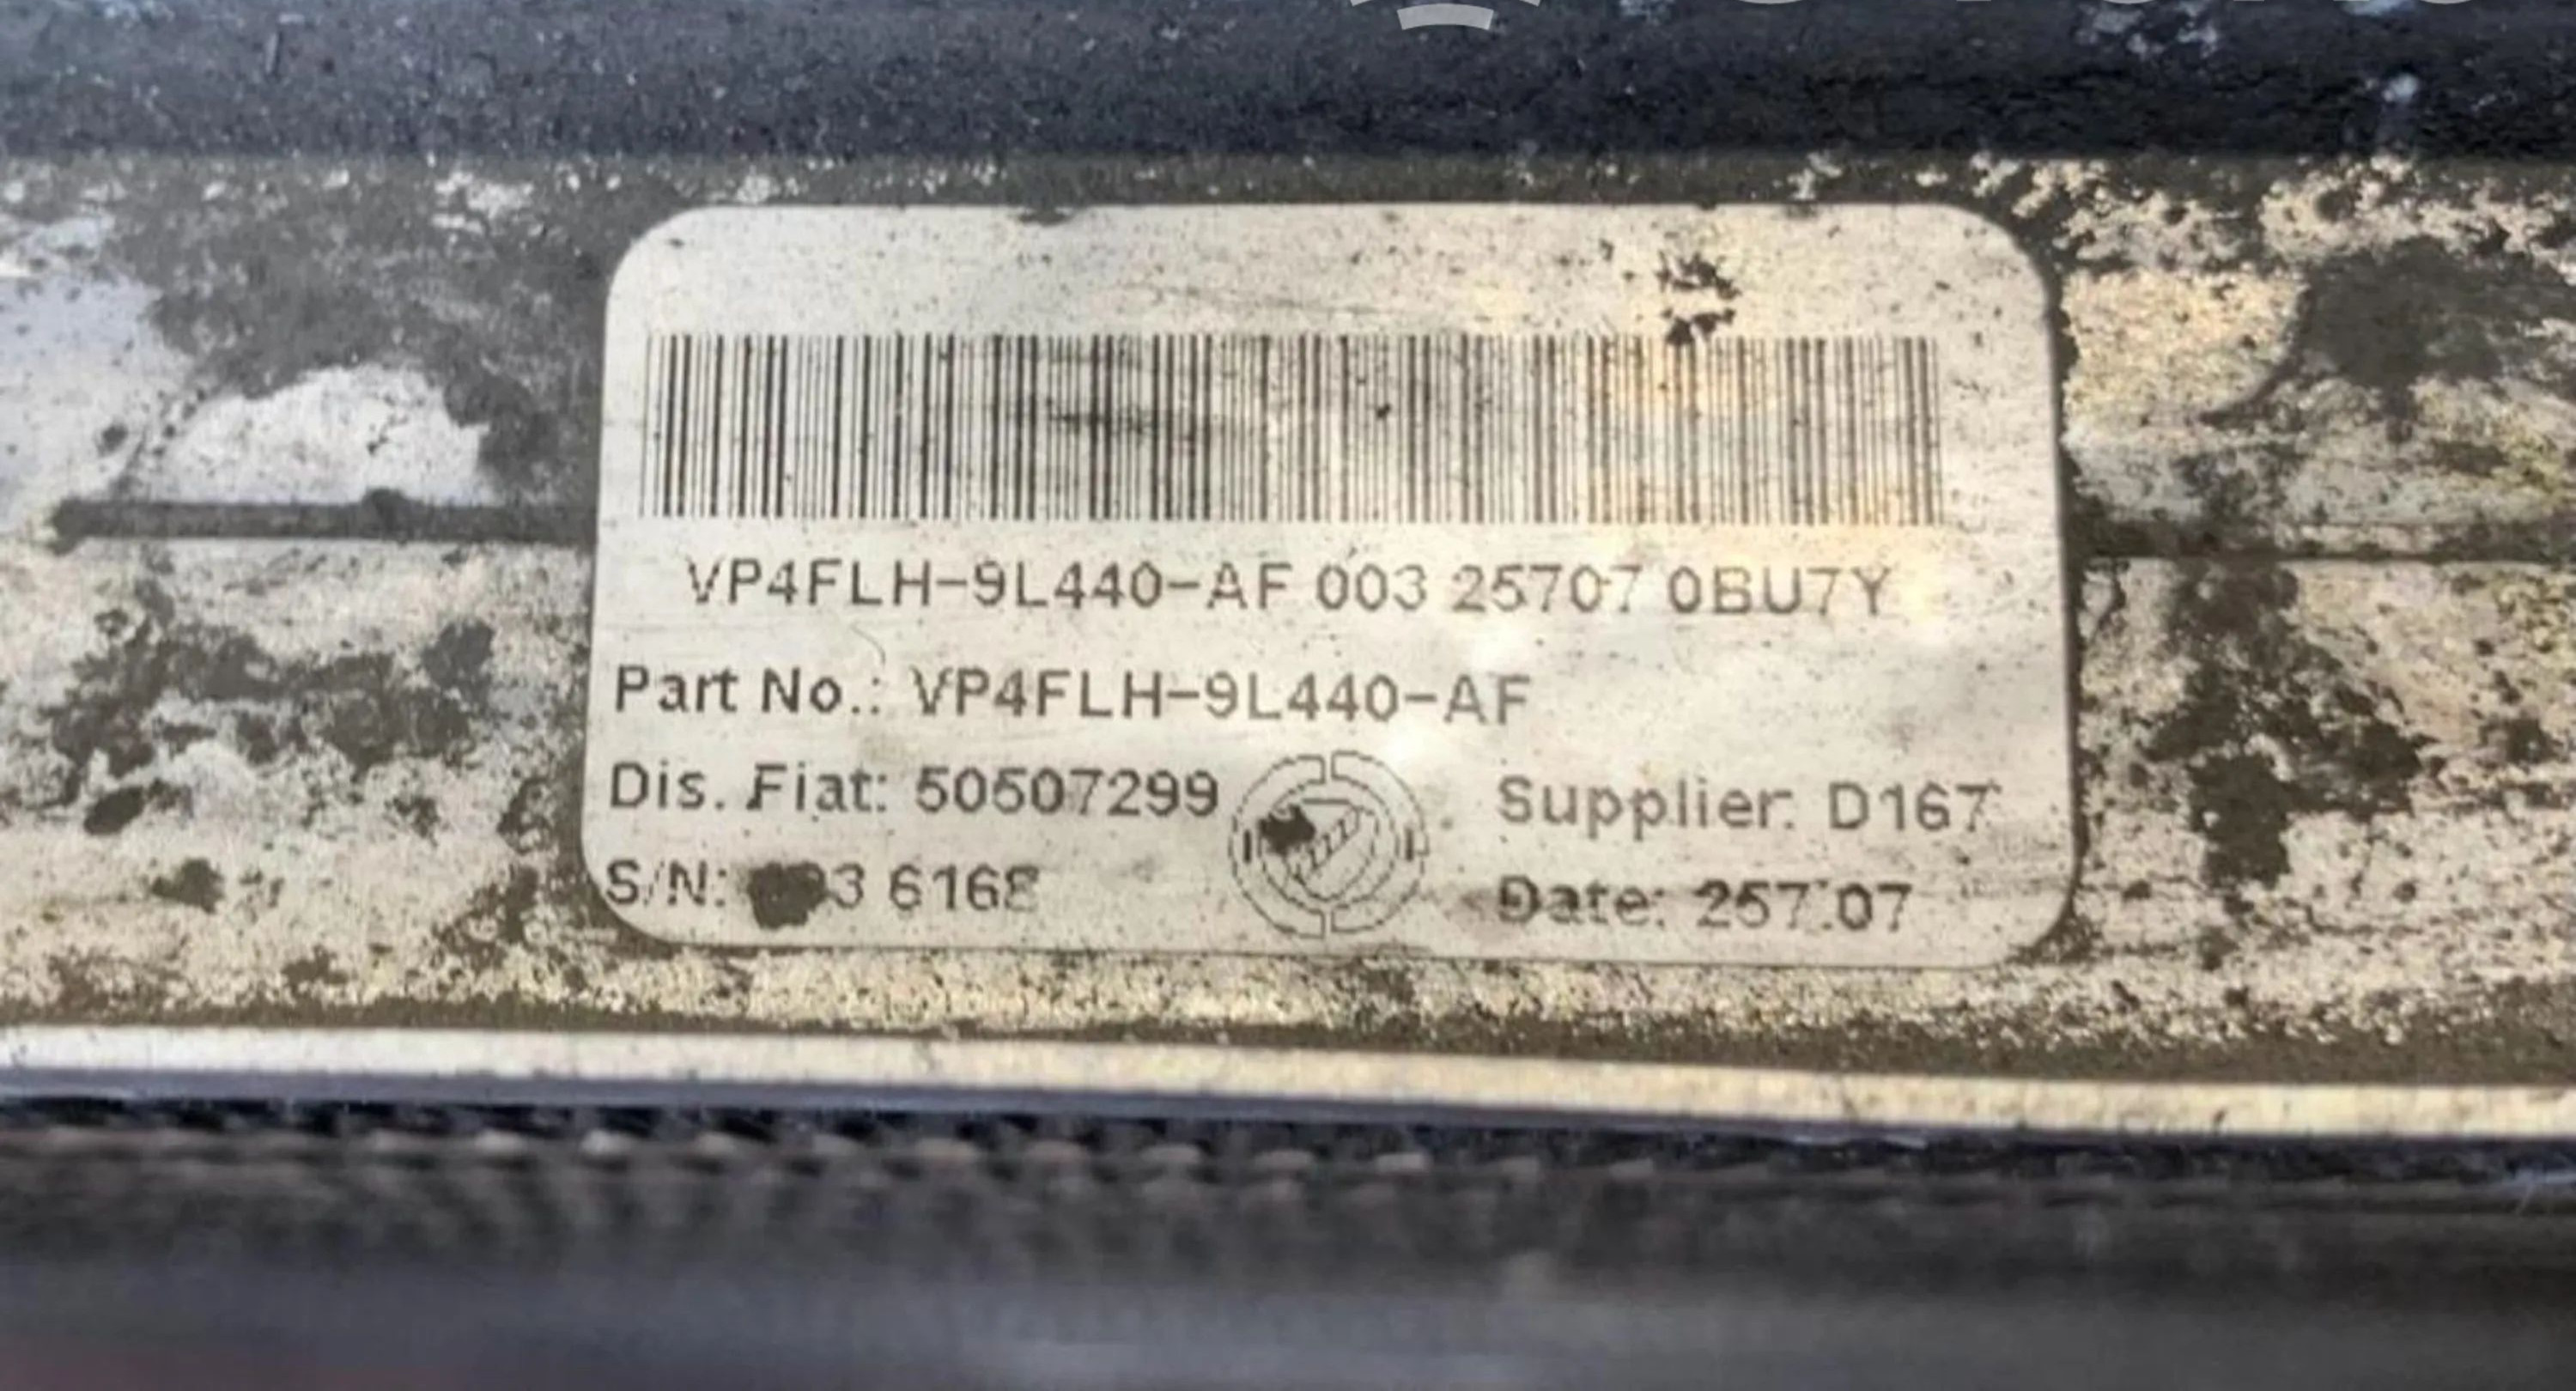 VP4FLH-9L440-AF 003 25707 0BU7Y
Part No.: VP4FLH-9L440-AF
Dis. Fiat: 50507299
Supplier: D167
S/N:
Date: 257.07